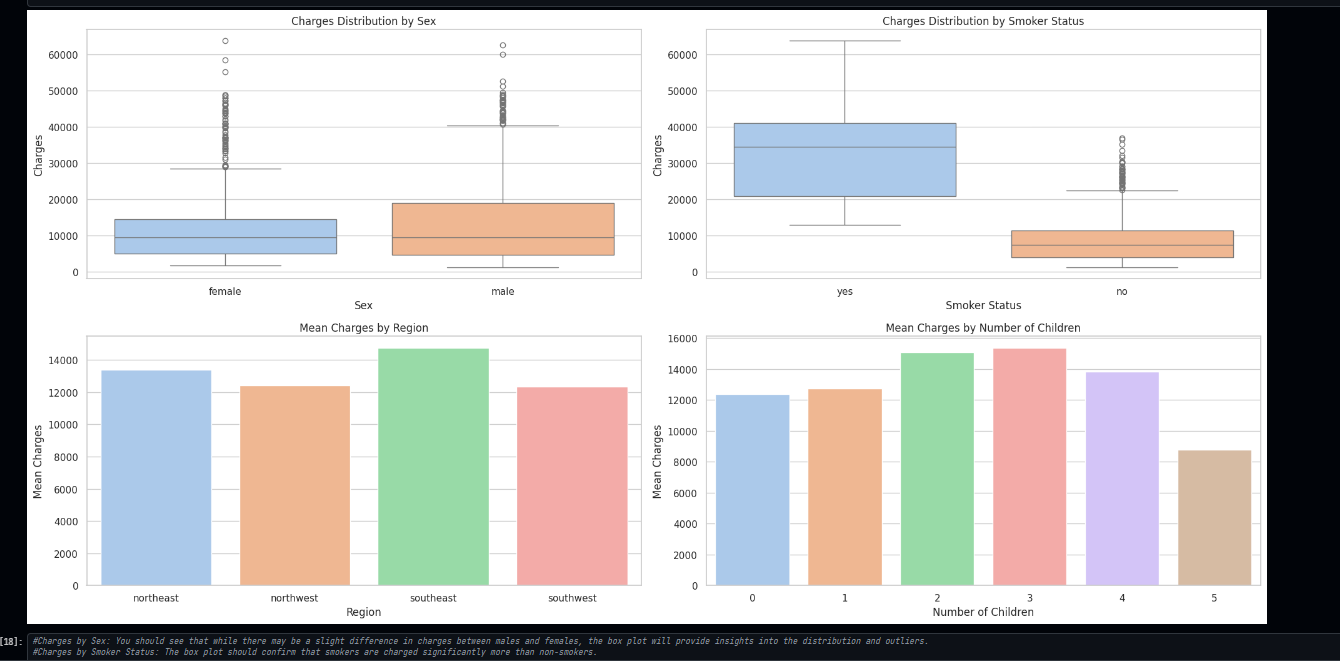 Charges Distribution by Sex
Charges
60000
50000
40000
30000
20000
10000
0
female male
Sex
Charges Distribution by Smoker Status
Charges
60000
50000
40000
30000
20000
10000
0
yes no
Smoker Status
Mean Charges by Region
Mean Charges
14000
12000
10000
8000
6000
4000
2000
0
northeast northwest southeast southwest
Region
Mean Charges by Number of Children
Mean Charges
16000
14000
12000
10000
8000
6000
4000
2000
0
0 1 2 3 4 5
Number of Children
[18]: #Charges by Sex: You should see that while there may be a slight difference in charges between males and females, the box plot will provide insights into the distribution and outliers.
#Charges by Smoker Status: The box plot should confirm that smokers are charged significantly more than non-smokers.